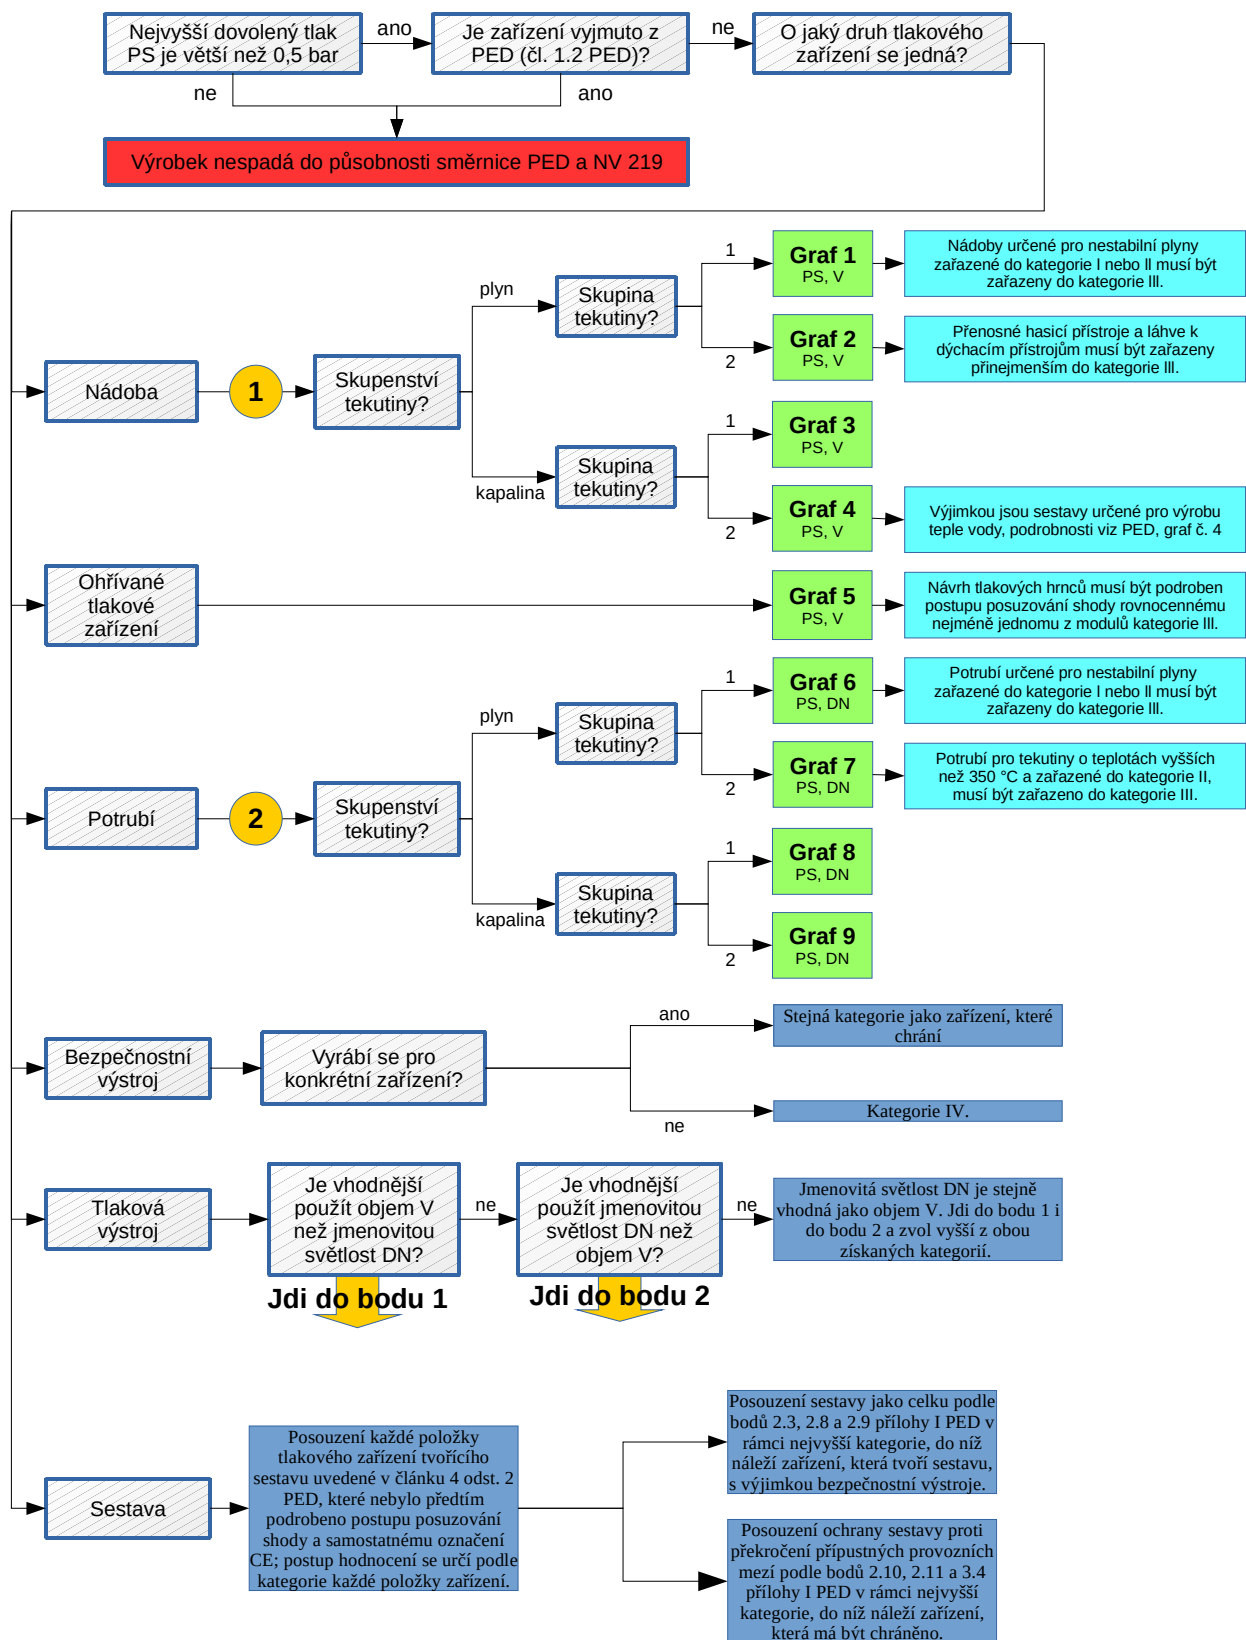 Nejvyšší dovolený tlak
PS je větší než 0,5 bar
ano
Je zařízení vyjmuto z
PED (čl. 1.2 PED)?
ne
O jaký druh tlakového
zařízení se jedná?
ne
ano
Výrobek nespadá do působnosti směrnice PED a NV 219
Nádoba
1
Skupenství
tekutiny?
plyn
Skupina
tekutiny?
1
Graf 1
PS, V
Nádoby určené pro nestabilní plyny
zařazené do kategorie I nebo II musí být
zařazeny do kategorie III.
2
Graf 2
PS, V
Přenosné hasicí přístroje a láhve k
dýchacím přístrojům musí být zařazeny
přinejmenším do kategorie III.
kapalina
Skupina
tekutiny?
1
Graf 3
PS, V
2
Graf 4
PS, V
Výjimkou jsou sestavy určené pro výrobu
teple vody, podrobnosti viz PED, graf č. 4
Ohřívané
tlakové
zařízení
Graf 5
PS, V
Návrh tlakových hrnců musí být podroben
postupu posuzování shody rovnocennému
nejméně jednomu z modulů kategorie III.
Potrubí
2
Skupenství
tekutiny?
plyn
Skupina
tekutiny?
1
Graf 6
PS, DN
Potrubí určené pro nestabilní plyny
zařazené do kategorie I nebo II musí být
zařazeny do kategorie III.
2
Graf 7
PS, DN
Potrubí pro tekutiny o teplotách vyšších
než 350 °C a zařazené do kategorie II,
musí být zařazeno do kategorie III.
kapalina
Skupina
tekutiny?
1
Graf 8
PS, DN
2
Graf 9
PS, DN
Bezpečnostní
výstroj
Vyrábí se pro
konkrétní zařízení?
ano
Stejná kategorie jako zařízení, které
chrání
ne
Kategorie IV.
Tlaková
výstroj
Je vhodnější
použít objem V
než jmenovitou
světlost DN?
ne
Je vhodnější
použít jmenovitou
světlost DN než
objem V?
ne
Jmenovitá světlost DN je stejně
vhodná jako objem V. Jdi do bodu 1 i
do bodu 2 a zvol vyšší z obou
získaných kategorií.
Jdi do bodu 1
Jdi do bodu 2
Sestava
Posouzení každé položky
tlakového zařízení tvořícího
sestavu uvedené v článku 4 odst. 2
PED, které nebylo předtím
podrobeno postupu posuzování
shody a samostatnému označení
CE; postup hodnocení se určí podle
kategorie každé položky zařízení.
Posouzení sestavy jako celku podle
bodů 2.3, 2.8 a 2.9 přílohy I PED v
rámci nejvyšší kategorie, do níž
náleží zařízení, která tvoří sestavu,
s výjimkou bezpečnostní výstroje.
Posouzení ochrany sestavy proti
překročení přípustných provozních
mezí podle bodů 2.10, 2.11 a 3.4
přílohy I PED v rámci nejvyšší
kategorie, do níž náleží zařízení,
která má být chráněno.